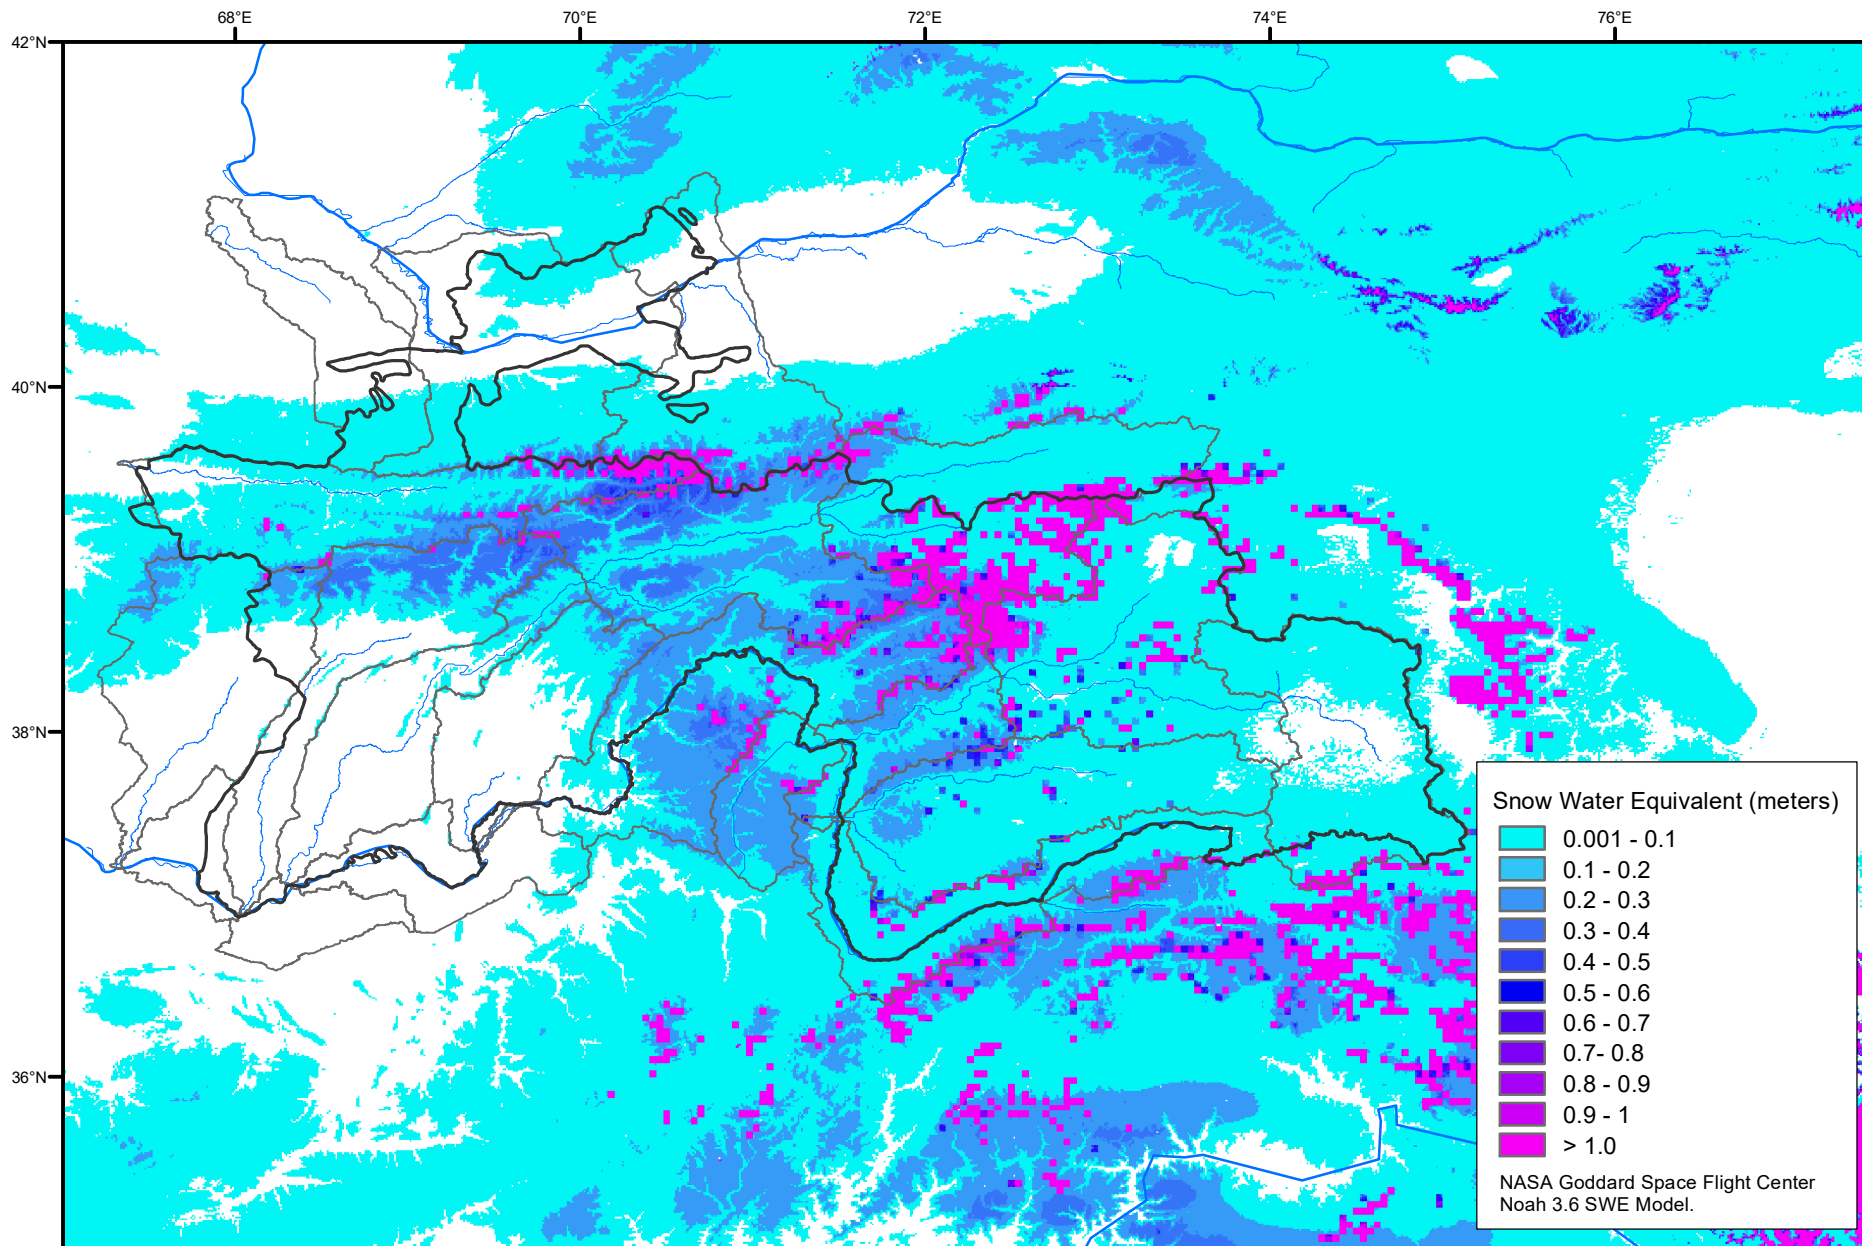 68°E
70°E
72°E
74°E
76°E
42°N
40°N
38°N
36°N
Snow Water Equivalent (meters)
0.001 - 0.1
0.1 - 0.2
0.2 - 0.3
0.3 - 0.4
0.4 - 0.5
0.5 - 0.6
0.6 - 0.7
0.7- 0.8
0.8 - 0.9
0.9 - 1
> 1.0
NASA Goddard Space Flight Center
Noah 3.6 SWE Model.